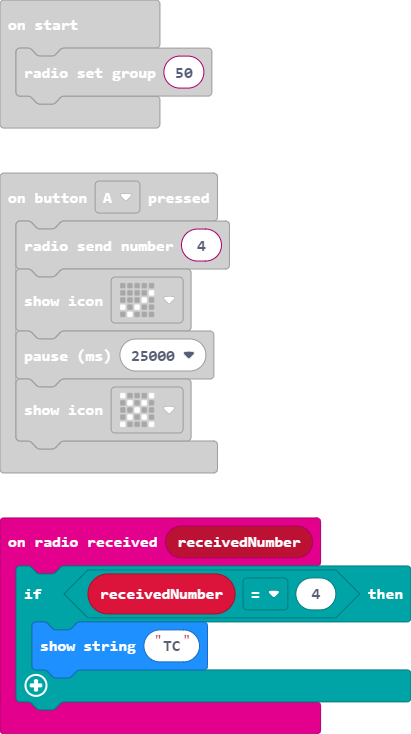 on start
radio set group 50
on button A pressed
radio send number 4
show icon
pause (ms) 25000
show icon
on radio received receivedNumber
if receivedNumber = 4 then
show string "TC"